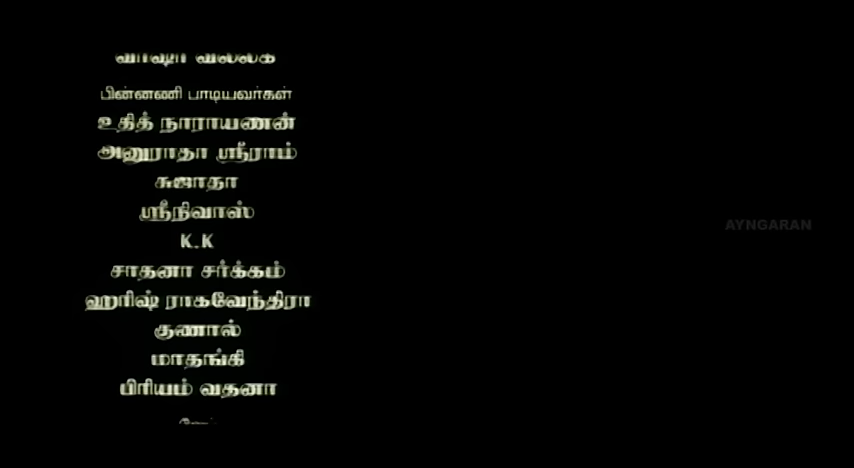 பின்னணி பாடியவர்கள்
உதித் நாராயணன்
அனுராதா ஸ்ரீராம்
சுஜாதா
ஸ்ரீநிவாஸ்
K.K
சாதனா சர்க்கம்
ஹரிஷ் ராகவேந்திரா
குணால்
மாதங்கி
பிரியம் வதனா
AYNGARAN